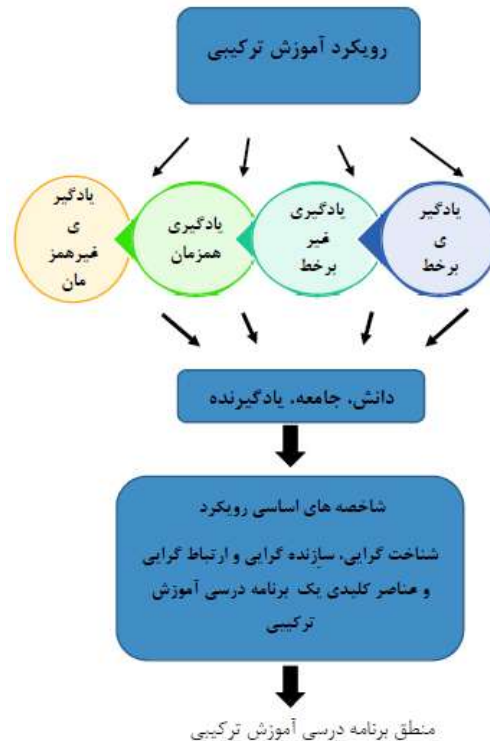 رویکرد آموزش ترکیبی
یادگیر
ی
برخط
یادگیری
غیر
برخط
یادگیری
همزمان
یادگیر
ی
غیرهمز
مان
دانش، جامعه، یادگیرنده
شاخصه های اساسی رویکرد
شناخت گرایی، سازنده گرایی و ارتباط گرایی
و عناصر کلیدی یک برنامه درسی آموزش
ترکیبی
منطق برنامه درسی آموزش ترکیبی